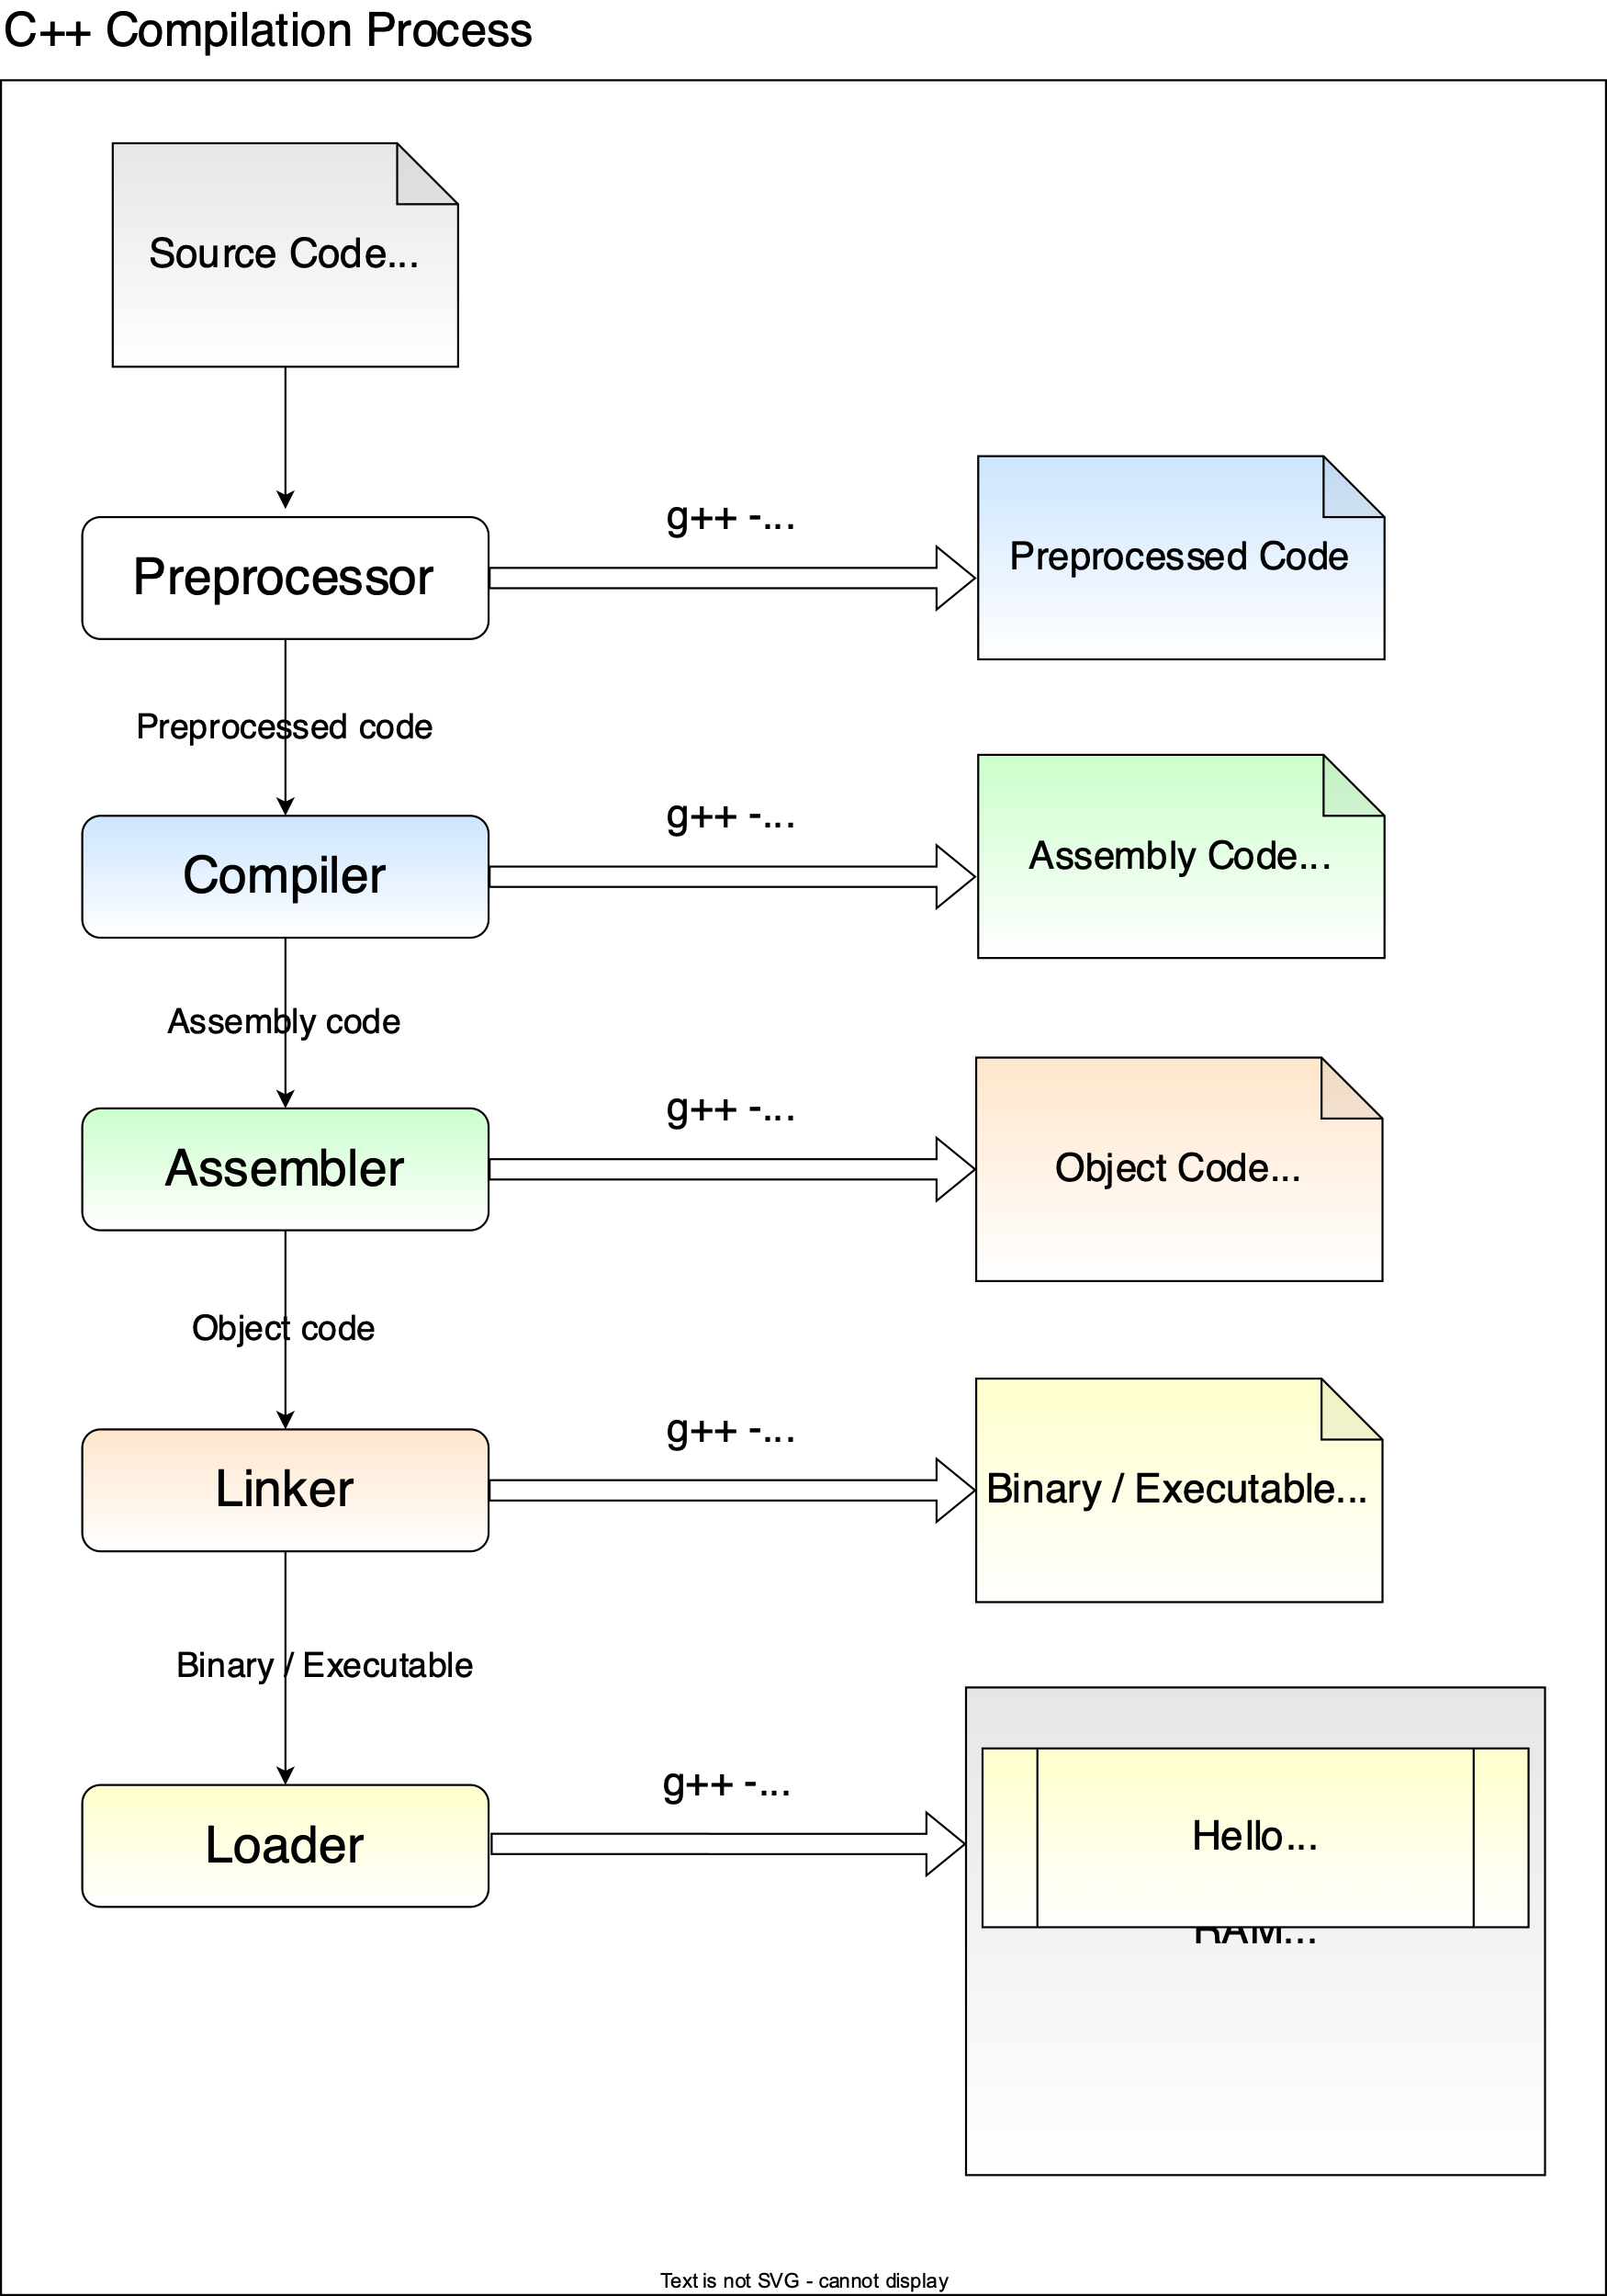 C++ Compilation Process
Source Code...
g++ -...
Preprocessor
Preprocessed Code
Preprocessed code
g++ -...
Compiler
Assembly Code...
Assembly code
g++ -...
Assembler
Object Code...
Object code
g++ -...
Linker
Binary / Executable...
Binary / Executable
g++ -...
Loader
Hello...
RAM...
Text is not SVG - cannot display